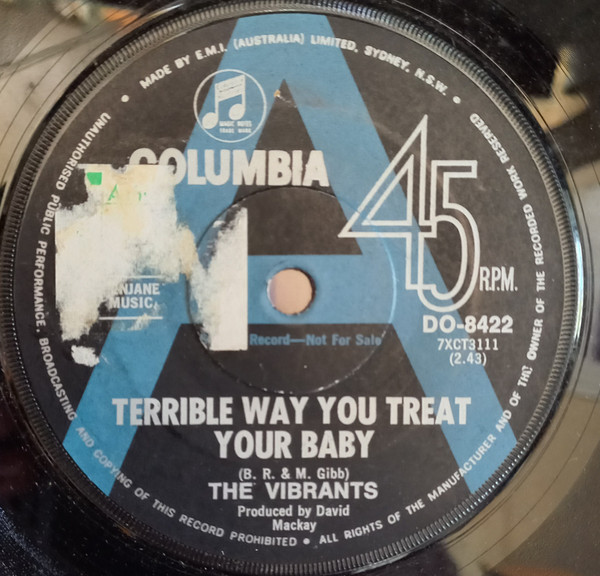 MADE BY E.M.I. (AUSTRALIA) LIMITED, SYDNEY, N.S.W.
MAGIC NOTES
TRADE MARK
COLUMBIA
45
R.P.M.
MUSIC.
DO-8422
7XCT3111
(2.43)
Record—Not For Sale
TERRIBLE WAY YOU TREAT
YOUR BABY
(B. R. & M. Gibb)
THE VIBRANTS
Produced by David
Mackay
UNAUTHORISED PUBLIC PERFORMANCE, BROADCASTING AND COPYING OF THIS RECORD PROHIBITED • ALL RIGHTS OF THE MANUFACTURER AND OF THE OWNER OF THE RECORDED WORK RESERVED
A